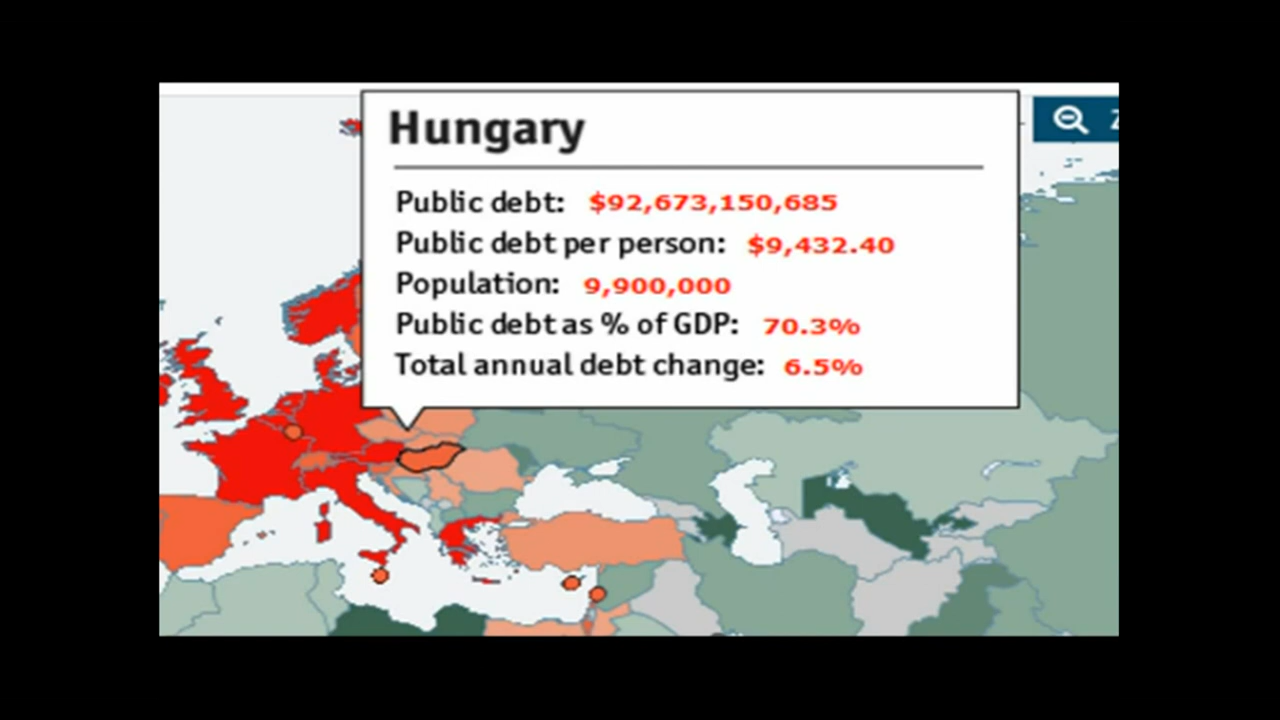 Hungary
Public debt: $92,673,150,685
Public debt per person: $9,432.40
Population: 9,900,000
Public debt as % of GDP: 70.3%
Total annual debt change: 6.5%